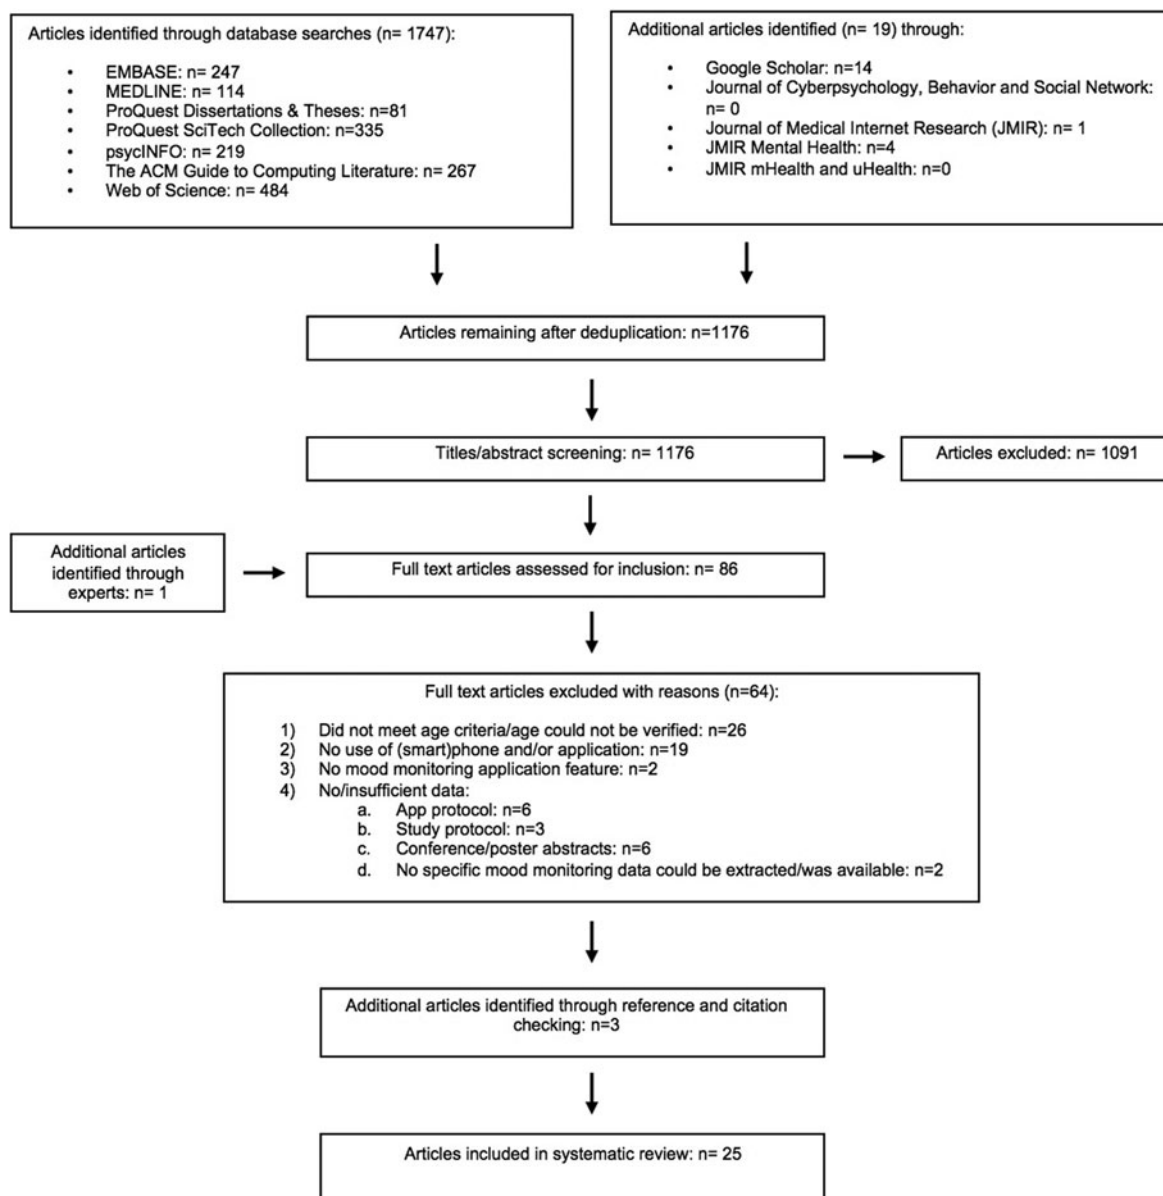 Articles identified through database searches (n= 1747):
• EMBASE: n= 247
• MEDLINE: n= 114
• ProQuest Dissertations & Theses: n=81
• ProQuest SciTech Collection: n=335
• psycINFO: n= 219
• The ACM Guide to Computing Literature: n= 267
• Web of Science: n= 484
Additional articles identified (n= 19) through:
• Google Scholar: n=14
• Journal of Cyberpsychology, Behavior and Social Network:
n= 0
• Journal of Medical Internet Research (JMIR): n= 1
• JMIR Mental Health: n=4
• JMIR mHealth and uHealth: n=0
Articles remaining after deduplication: n=1176
Titles/abstract screening: n= 1176
Articles excluded: n= 1091
Additional articles
identified through
experts: n= 1
Full text articles assessed for inclusion: n= 86
Full text articles excluded with reasons (n=64):
1) Did not meet age criteria/age could not be verified: n=26
2) No use of (smart)phone and/or application: n=19
3) No mood monitoring application feature: n=2
4) No/insufficient data:
a. App protocol: n=6
b. Study protocol: n=3
c. Conference/poster abstracts: n=6
d. No specific mood monitoring data could be extracted/was available: n=2
Additional articles identified through reference and citation
checking: n=3
Articles included in systematic review: n= 25